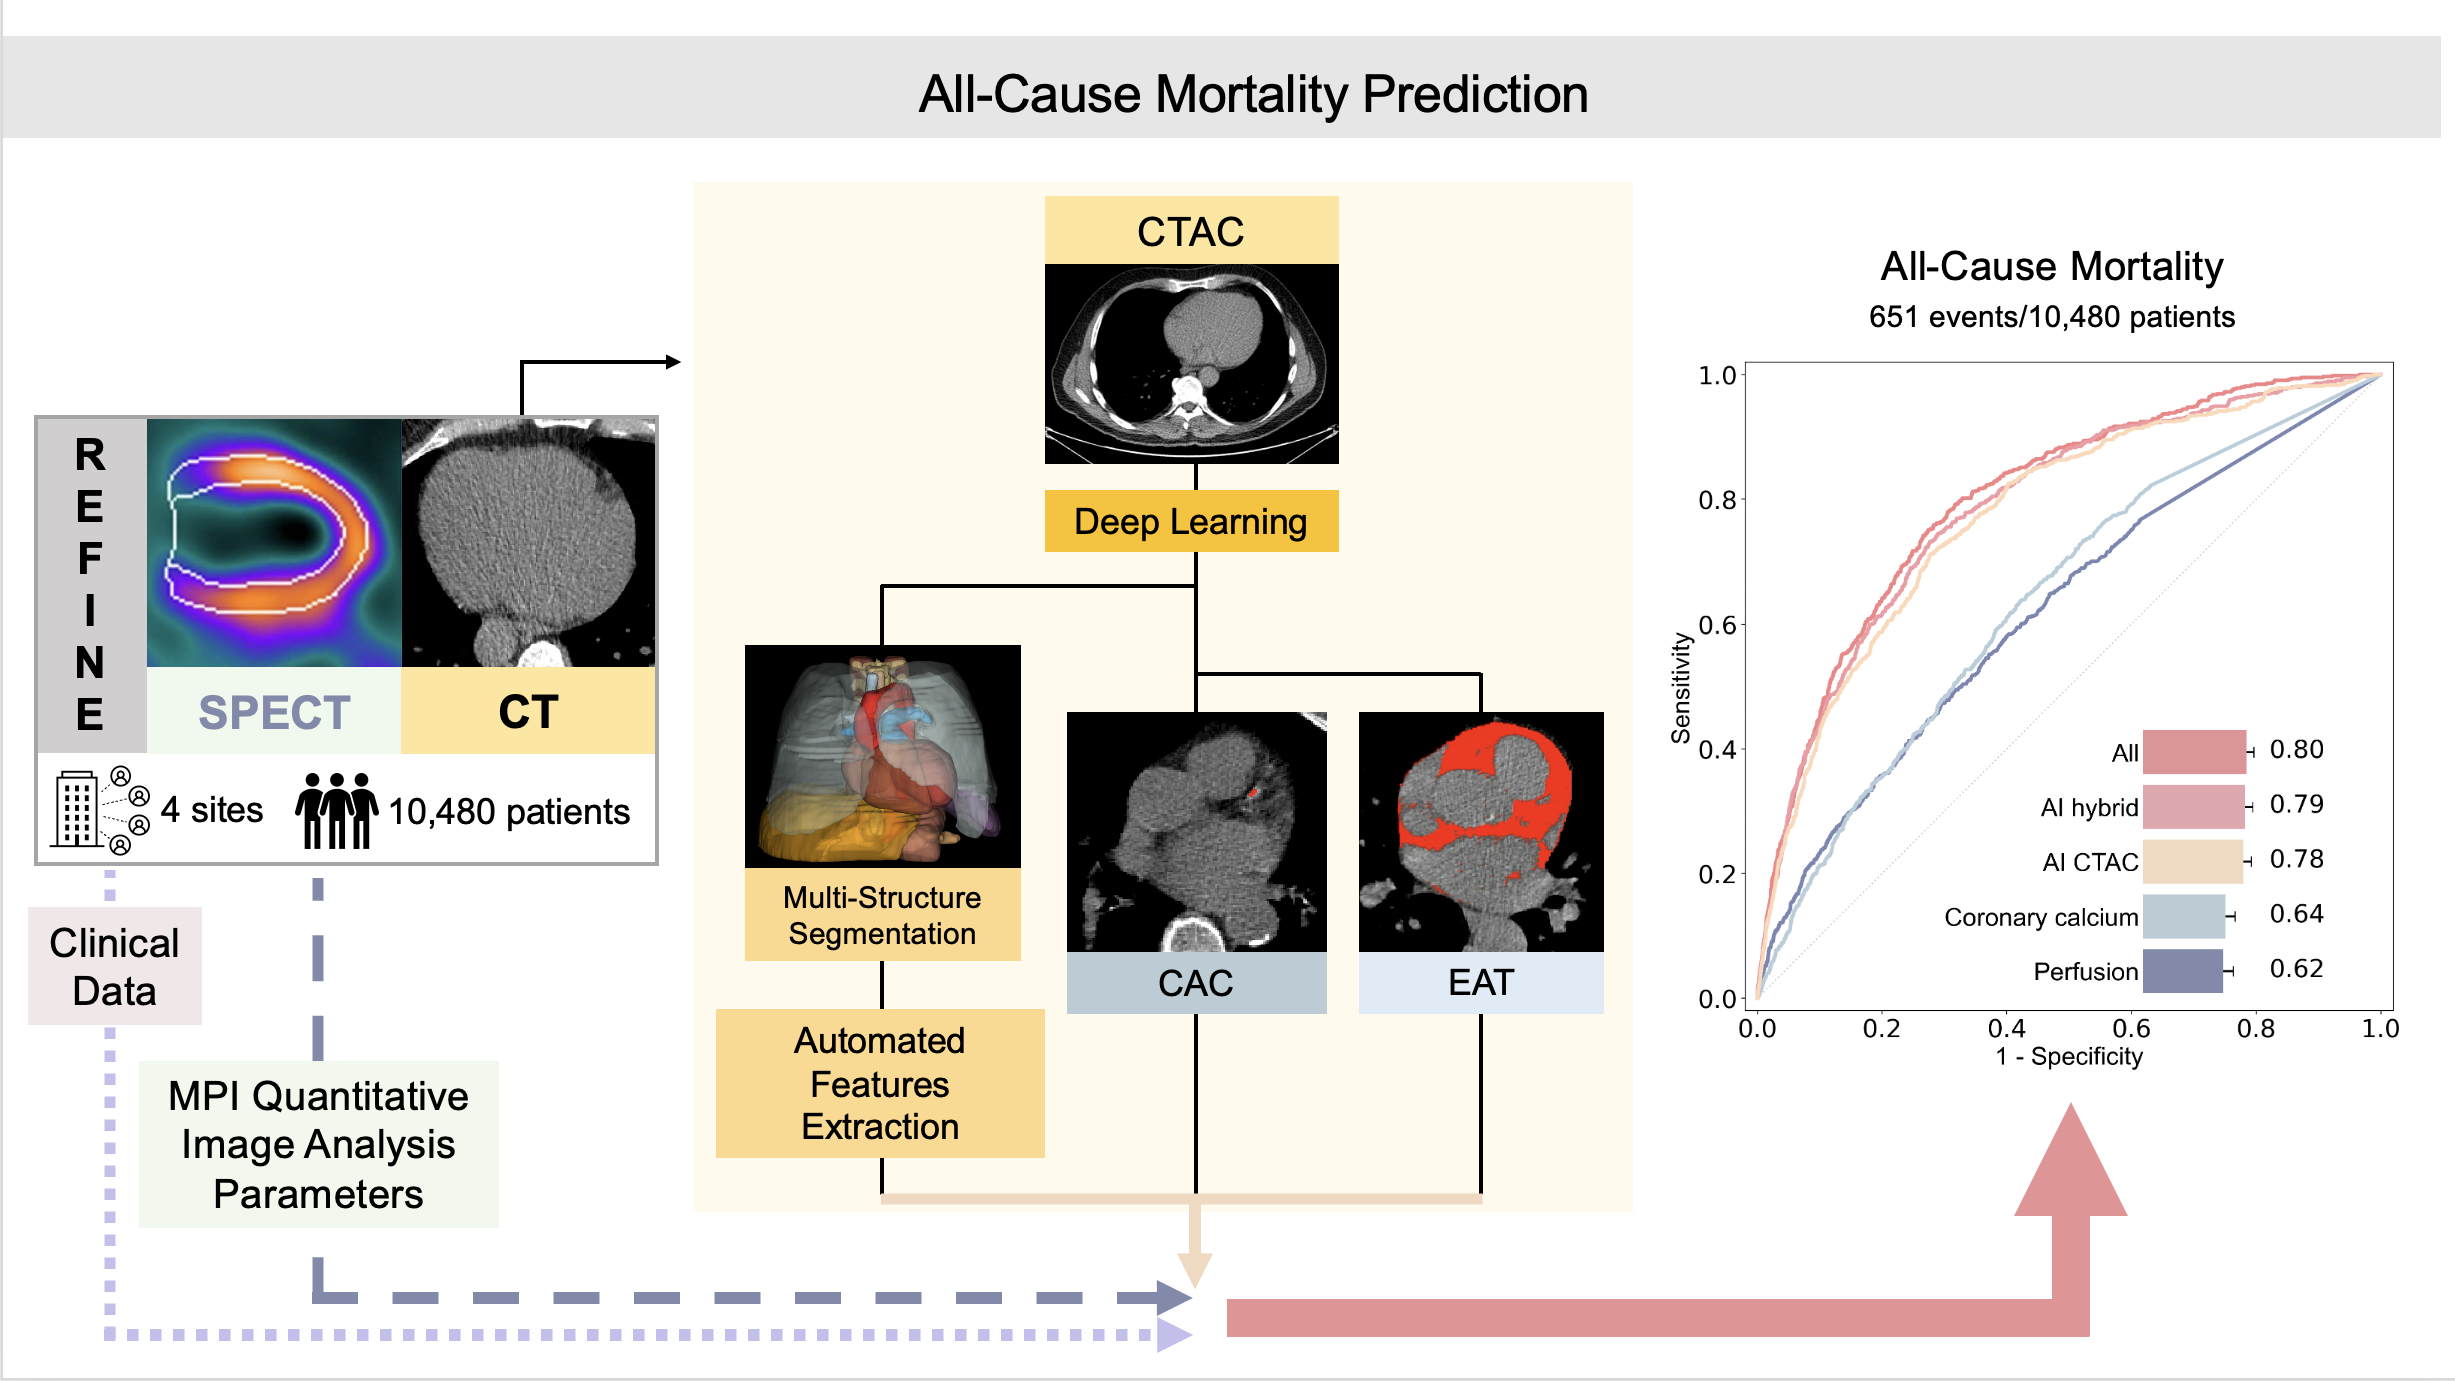 All-Cause Mortality Prediction
REFINE
SPECT
CT
4 sites
10,480 patients
Clinical
Data
MPI Quantitative
Image Analysis
Parameters
CTAC
Deep Learning
Multi-Structure
Segmentation
Automated
Features
Extraction
CAC
EAT
All-Cause Mortality
651 events/10,480 patients
Sensitivity
1.0
0.8
0.6
0.4
0.2
0.0
All 0.80
AI hybrid 0.79
AI CTAC 0.78
Coronary calcium 0.64
Perfusion 0.62
0.0 0.2 0.4 0.6 0.8 1.0
1 - Specificity